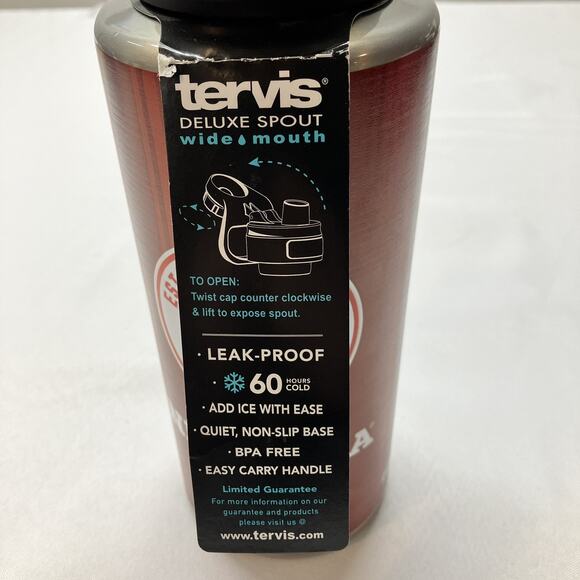 tervis®
DELUXE SPOUT
wide mouth
TO OPEN:
Twist cap counter clockwise
& lift to expose spout.
· LEAK-PROOF
· 60 HOURS COLD
· ADD ICE WITH EASE
· QUIET, NON-SLIP BASE
· BPA FREE
· EASY CARRY HANDLE
Limited Guarantee
For more information on our
guarantee and products
please visit us @
www.tervis.com
EST
A